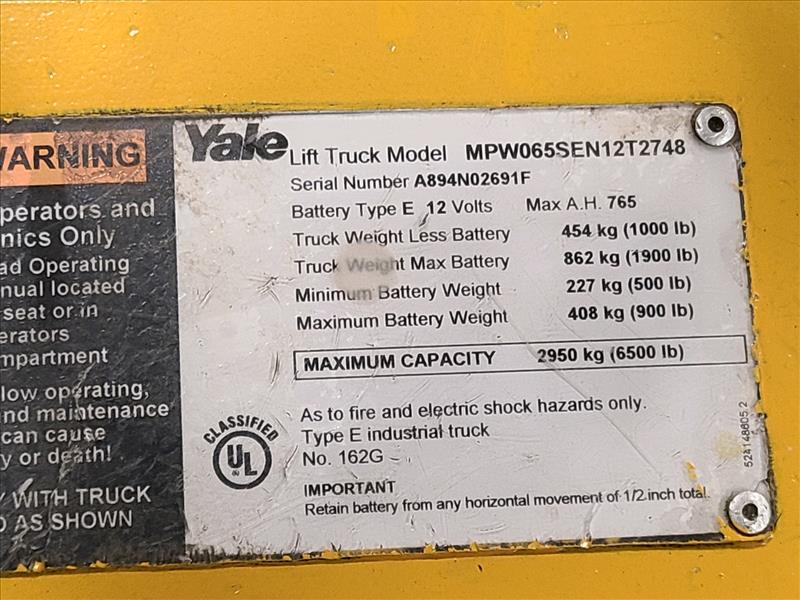 WARNING
perators and
nics Only
ad Operating
nual located
seat or in
erators
mpartment
low operating,
nd maintenance
can cause
y or death!
WITH TRUCK
AS SHOWN
Yale Lift Truck Model MPW065SEN12T2748
Serial Number A894N02691F
Battery Type E 12 Volts Max A.H. 765
Truck Weight Less Battery 454 kg (1000 lb)
Truck Weight Max Battery 862 kg (1900 lb)
Minimum Battery Weight 227 kg (500 lb)
Maximum Battery Weight 408 kg (900 lb)
MAXIMUM CAPACITY 2950 kg (6500 lb)
CLASSIFIED
UL
As to fire and electric shock hazards only.
Type E industrial truck
No. 162G
IMPORTANT
Retain battery from any horizontal movement of 1/2 inch total.
524148605 2